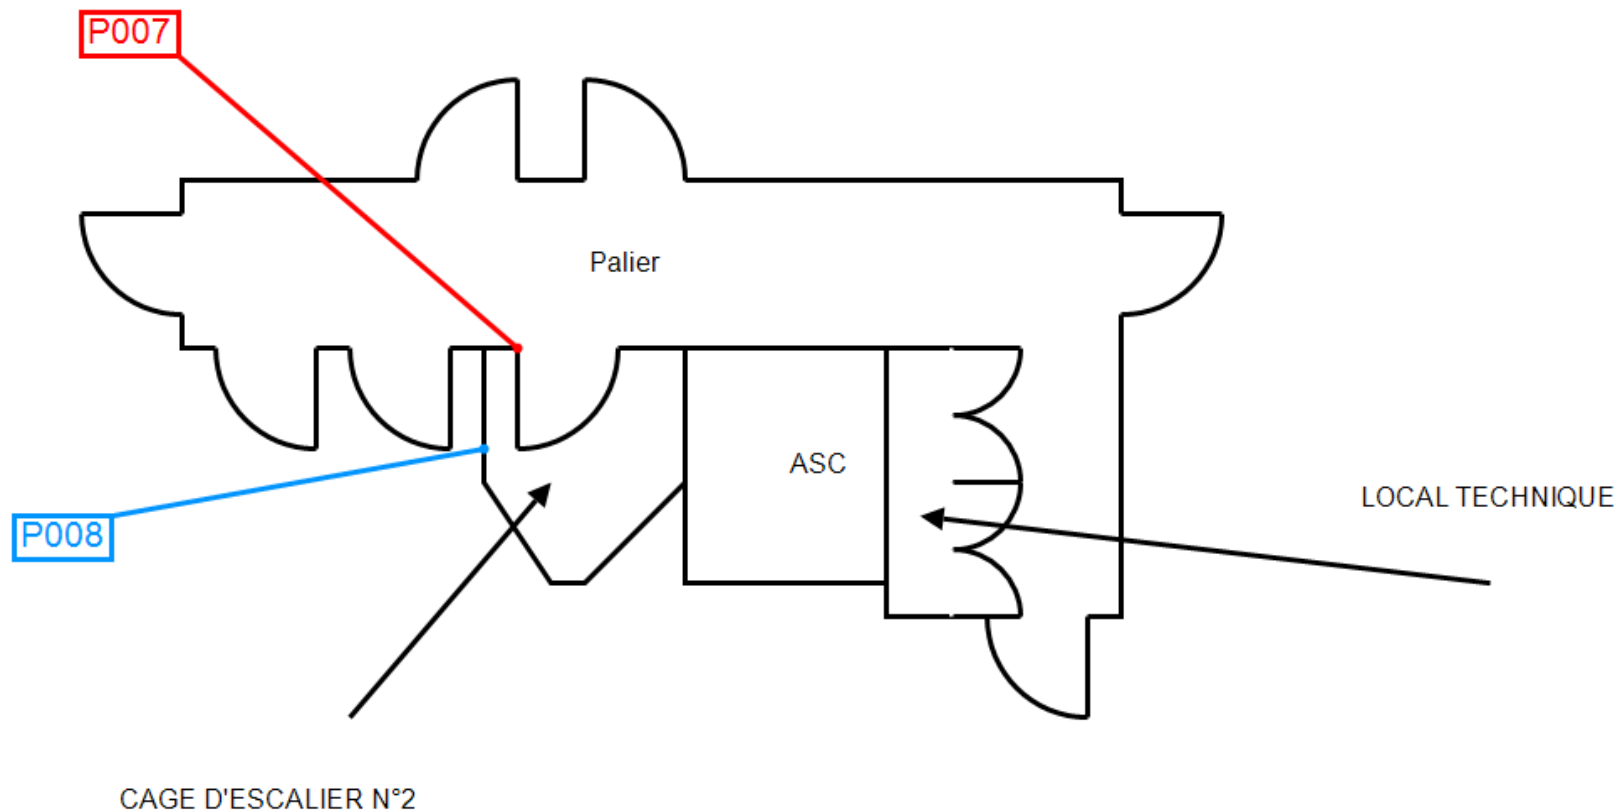 P007
Palier
ASC
LOCAL TECHNIQUE
P008
CAGE D'ESCALIER N°2